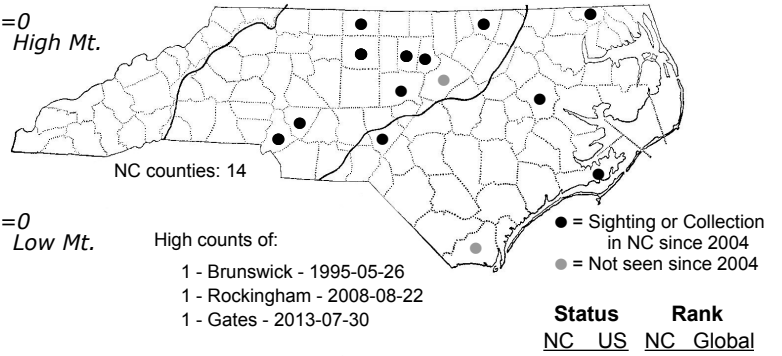 =0
High Mt.
NC counties: 14
=0
Low Mt.
High counts of:
1 - Brunswick - 1995-05-26
1 - Rockingham - 2008-08-22
1 - Gates - 2013-07-30
= Sighting or Collection
in NC since 2004
= Not seen since 2004
Status Rank
NC US NC Global